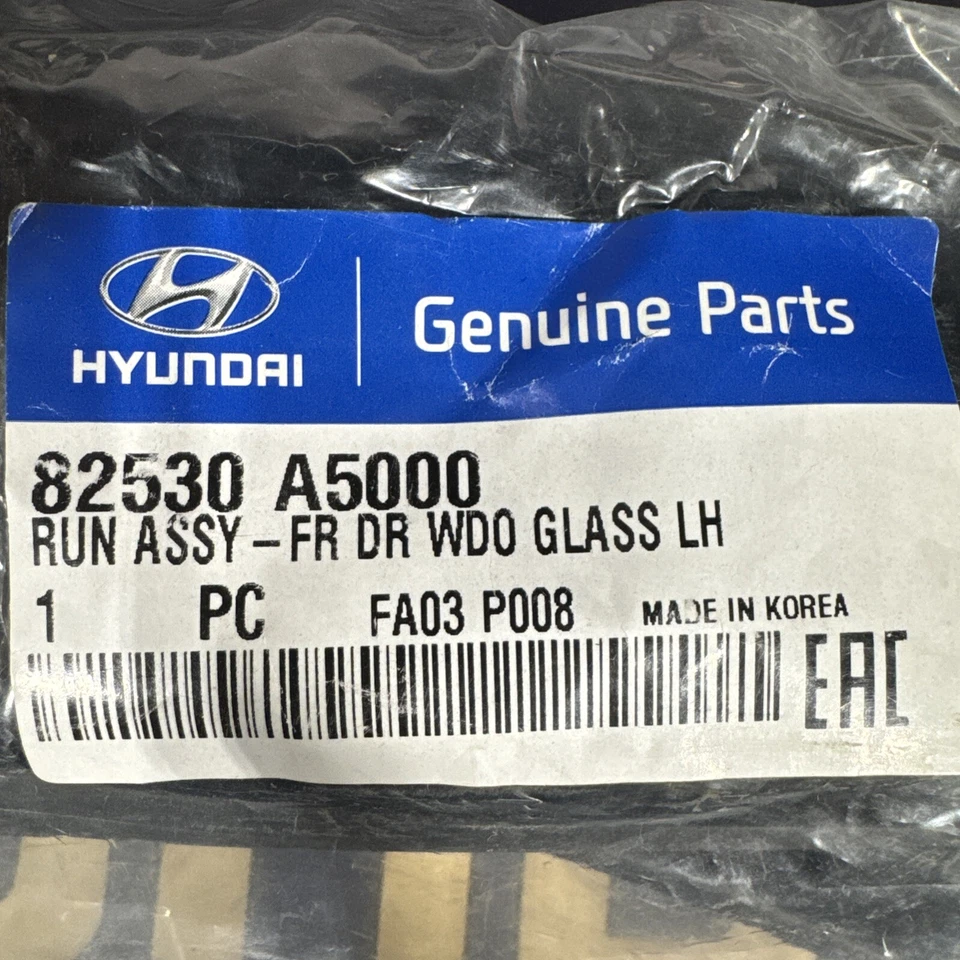 HYUNDAI
Genuine Parts
82530 A5000
RUN ASSY-FR DR WDO GLASS LH
1 PC FA03 P008 MADE IN KOREA
EAC